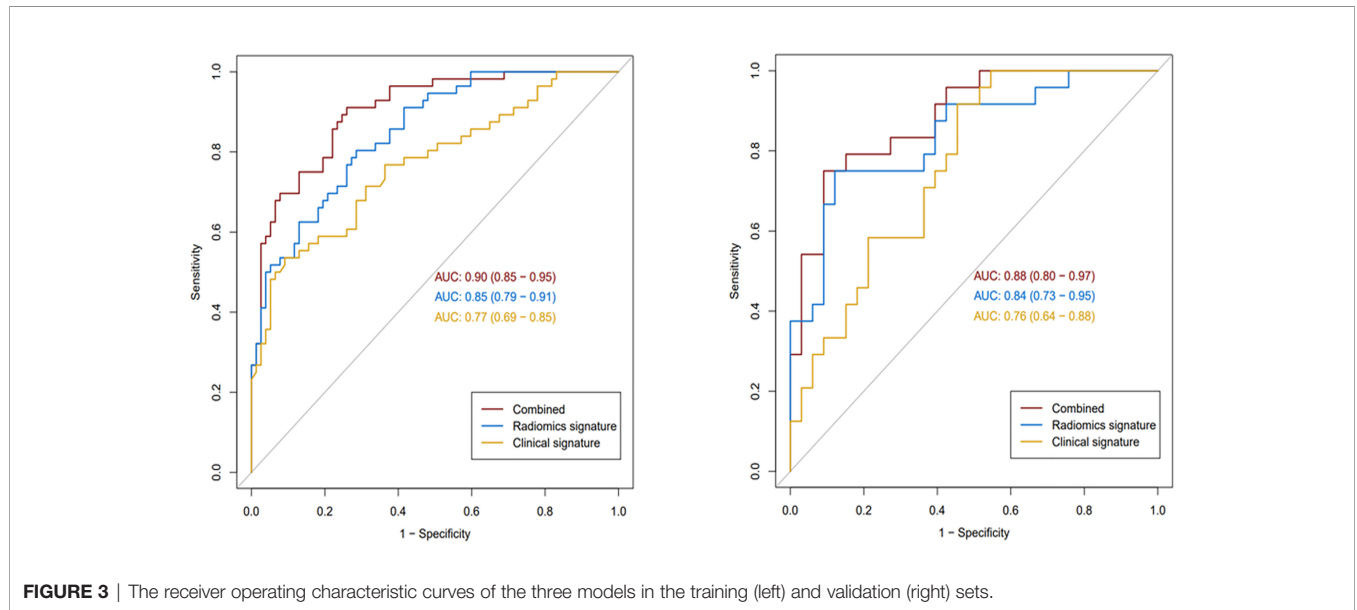 1.0
0.8
0.6
0.4
0.2
0.0
Sensitivity
AUC: 0.90 (0.85 − 0.95)
AUC: 0.85 (0.79 − 0.91)
AUC: 0.77 (0.69 − 0.85)
Combined
Radiomics signature
Clinical signature
0.0 0.2 0.4 0.6 0.8 1.0
1 − Specificity
1.0
0.8
0.6
0.4
0.2
0.0
Sensitivity
AUC: 0.88 (0.80 − 0.97)
AUC: 0.84 (0.73 − 0.95)
AUC: 0.76 (0.64 − 0.88)
Combined
Radiomics signature
Clinical signature
0.0 0.2 0.4 0.6 0.8 1.0
1 − Specificity
FIGURE 3 | The receiver operating characteristic curves of the three models in the training (left) and validation (right) sets.